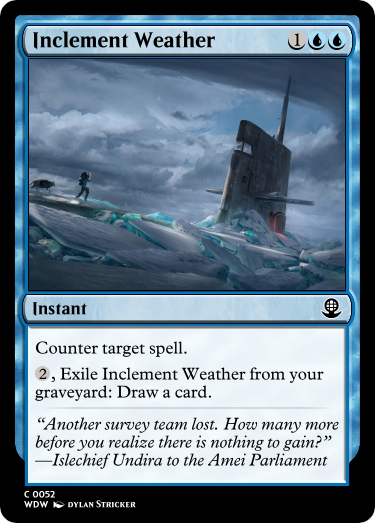 Inclement Weather 1
Instant
Counter target spell.
2, Exile Inclement Weather from your
graveyard: Draw a card.
"Another survey team lost. How many more
before you realize there is nothing to gain?"
—Islechief Undira to the Amei Parliament
C 0052
WDW DYLAN STRICKER